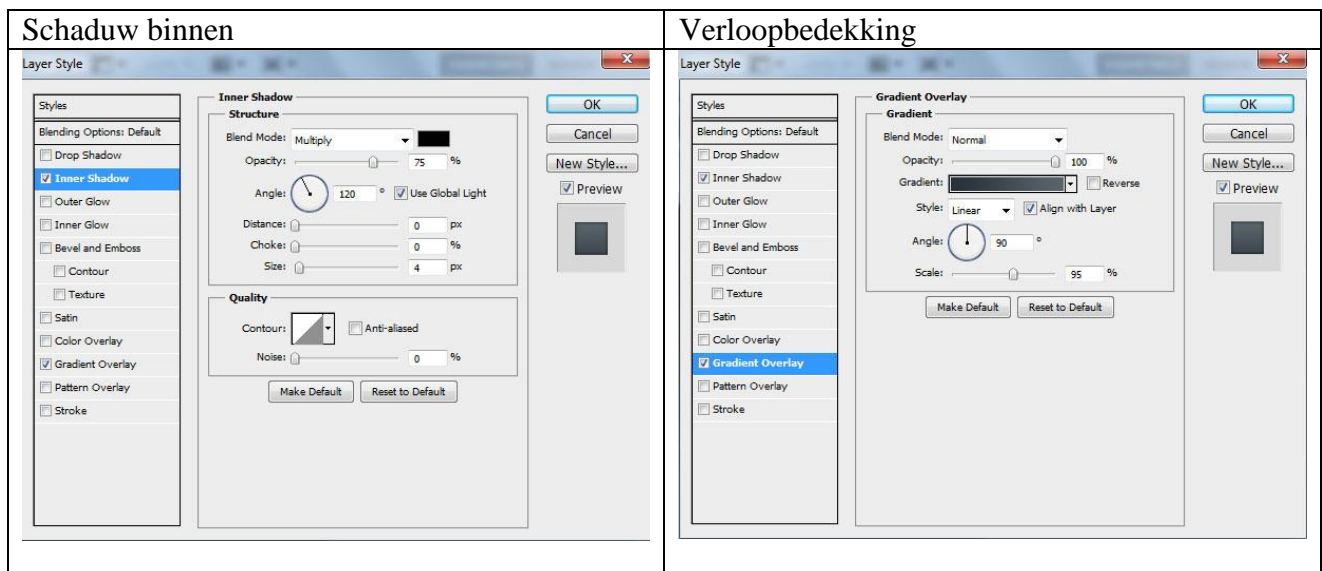 Schaduw binnen
Layer Style
Styles
Blending Options: Default
Drop Shadow
Inner Shadow
Outer Glow
Inner Glow
Bevel and Emboss
Contour
Texture
Satin
Color Overlay
Gradient Overlay
Pattern Overlay
Stroke
Inner Shadow
Structure
Blend Mode: Multiply
Opacity: 75 %
Angle: 120 ° Use Global Light
Distance: 0 px
Choke: 0 %
Size: 4 px
Quality
Contour: Anti-aliased
Noise: 0 %
Make Default Reset to Default
OK
Cancel
New Style...
Preview
Verloopbedekking
Layer Style
Styles
Blending Options: Default
Drop Shadow
Inner Shadow
Outer Glow
Inner Glow
Bevel and Emboss
Contour
Texture
Satin
Color Overlay
Gradient Overlay
Pattern Overlay
Stroke
Gradient Overlay
Gradient
Blend Mode: Normal
Opacity: 100 %
Gradient: Reverse
Style: Linear Align with Layer
Angle: 90 °
Scale: 95 %
Make Default Reset to Default
OK
Cancel
New Style...
Preview